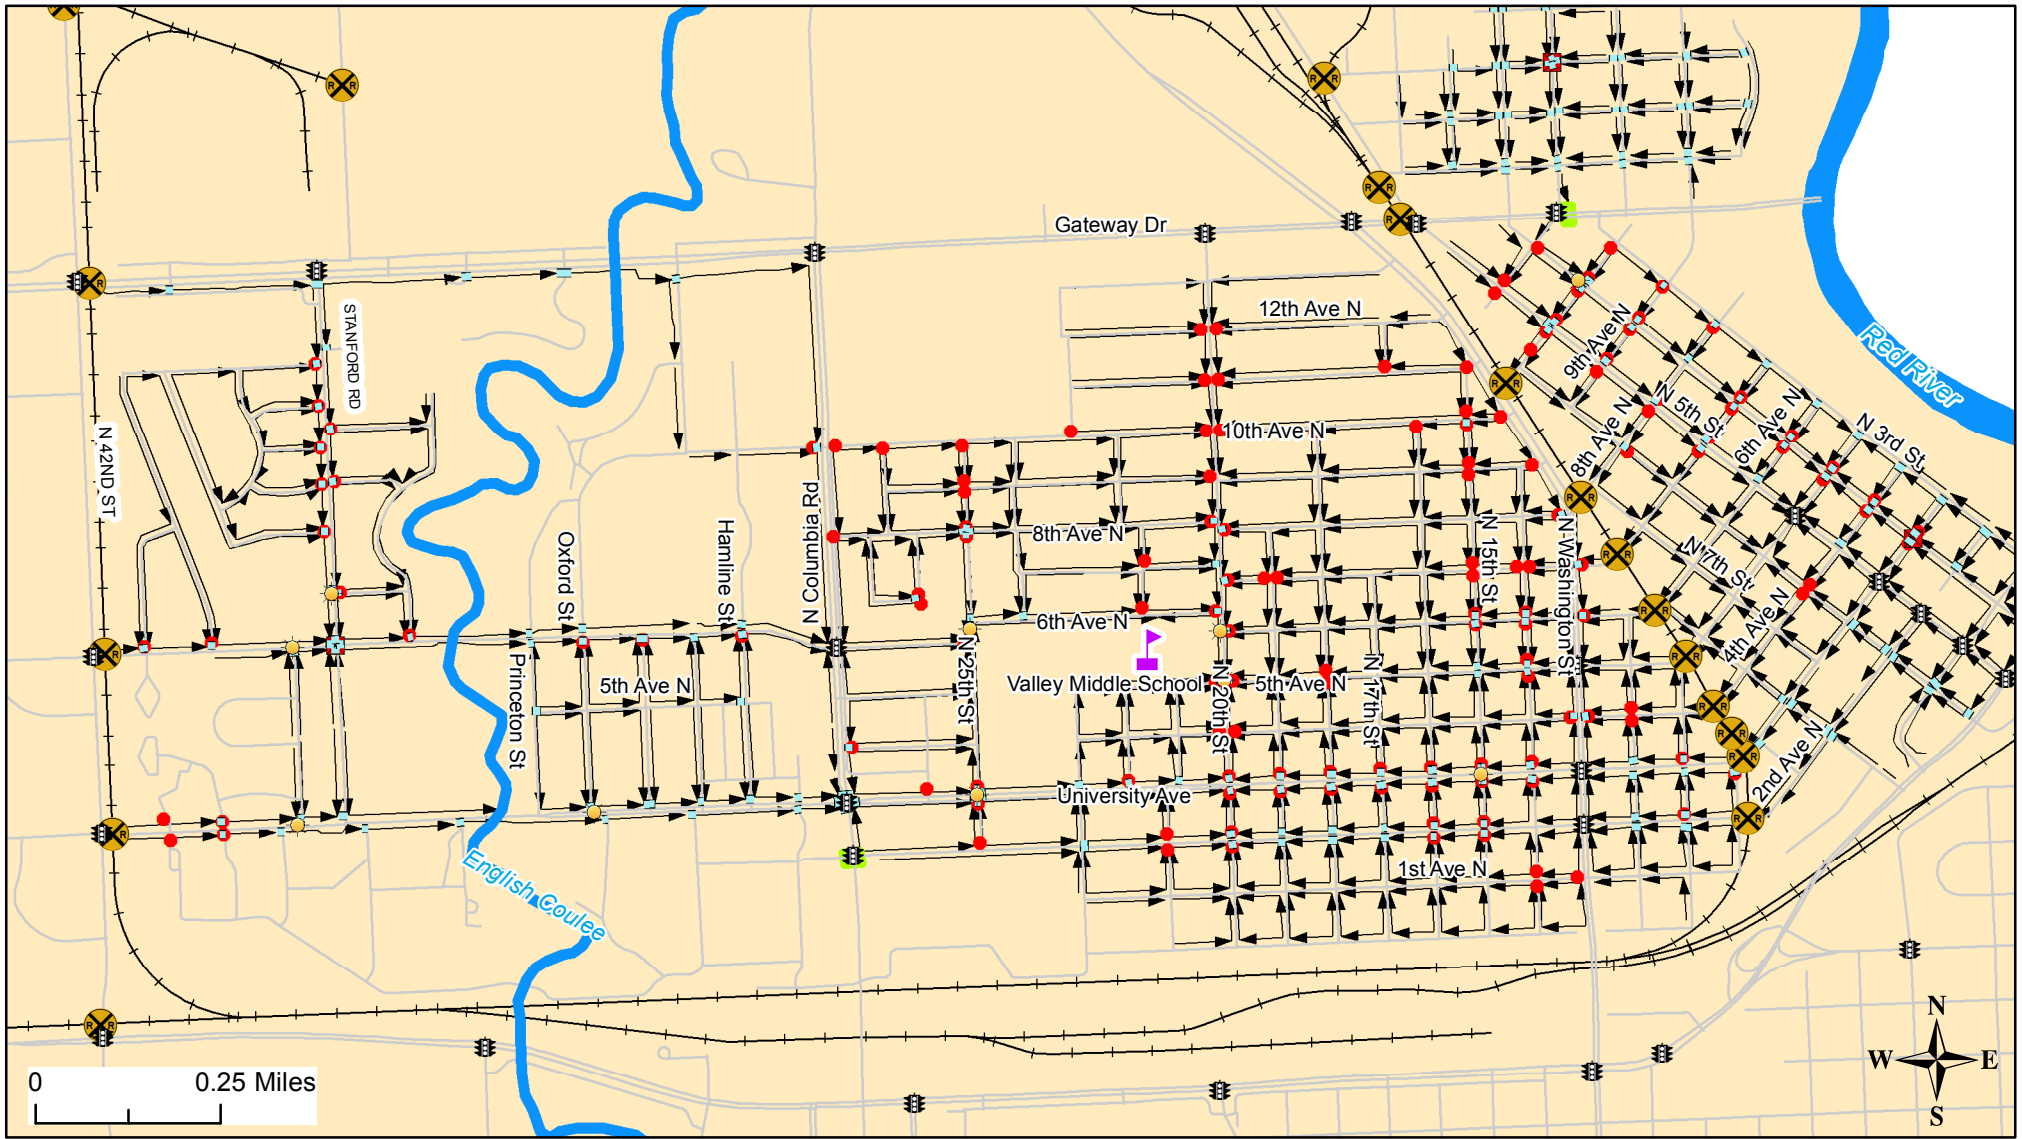 Gateway Dr
12th Ave N
Red River
STANFORD RD
9th Ave N
N 5th St
6th Ave N
N 3rd St
10th Ave N
8th Ave N
N 42ND ST
N Columbia Rd
Oxford St
Hamline St
8th Ave N
N 15th St
N Washington St
N 7th St
4th Ave N
6th Ave N
Princeton St
5th Ave N
N 25th St
Valley Middle School
N 20th St
5th Ave N
N 17th St
2nd Ave N
University Ave
English Coulee
1st Ave N
0 0.25 Miles
N
W E
S